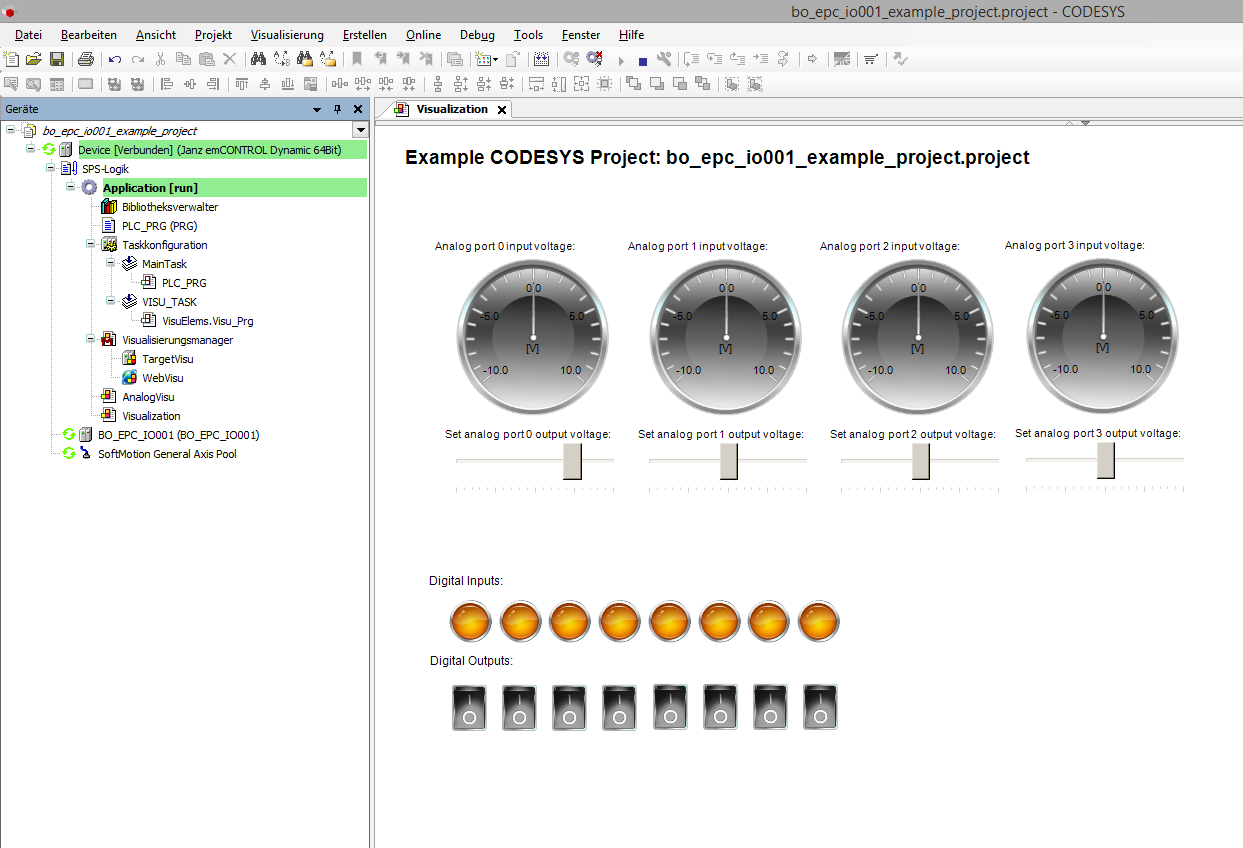 bo_epc_io001_example_project.project - CODESYS
Datei Bearbeiten Ansicht Projekt Visualisierung Erstellen Online Debug Tools Fenster Hilfe
Geräte
bo_epc_io001_example_project
Device [Verbunden] (Janz emCONTROL Dynamic 64Bit)
SPS-Logik
Application [run]
Bibliotheksverwalter
PLC_PRG (PRG)
Taskkonfiguration
MainTask
PLC_PRG
VISU_TASK
VisuElems.Visu_Prg
Visualisierungsmanager
TargetVisu
WebVisu
AnalogVisu
Visualization
BO_EPC_IO001 (BO_EPC_IO001)
SoftMotion General Axis Pool
Visualization
Example CODESYS Project: bo_epc_io001_example_project.project
Analog port 0 input voltage: Analog port 1 input voltage: Analog port 2 input voltage: Analog port 3 input voltage:
0.0 0.0 0.0 0.0
-5.0 5.0 -5.0 5.0 -5.0 5.0 -5.0 5.0
[V] [V] [V] [V]
-10.0 10.0 -10.0 10.0 -10.0 10.0 -10.0 10.0
Set analog port 0 output voltage: Set analog port 1 output voltage: Set analog port 2 output voltage: Set analog port 3 output voltage:
Digital Inputs:
Digital Outputs: